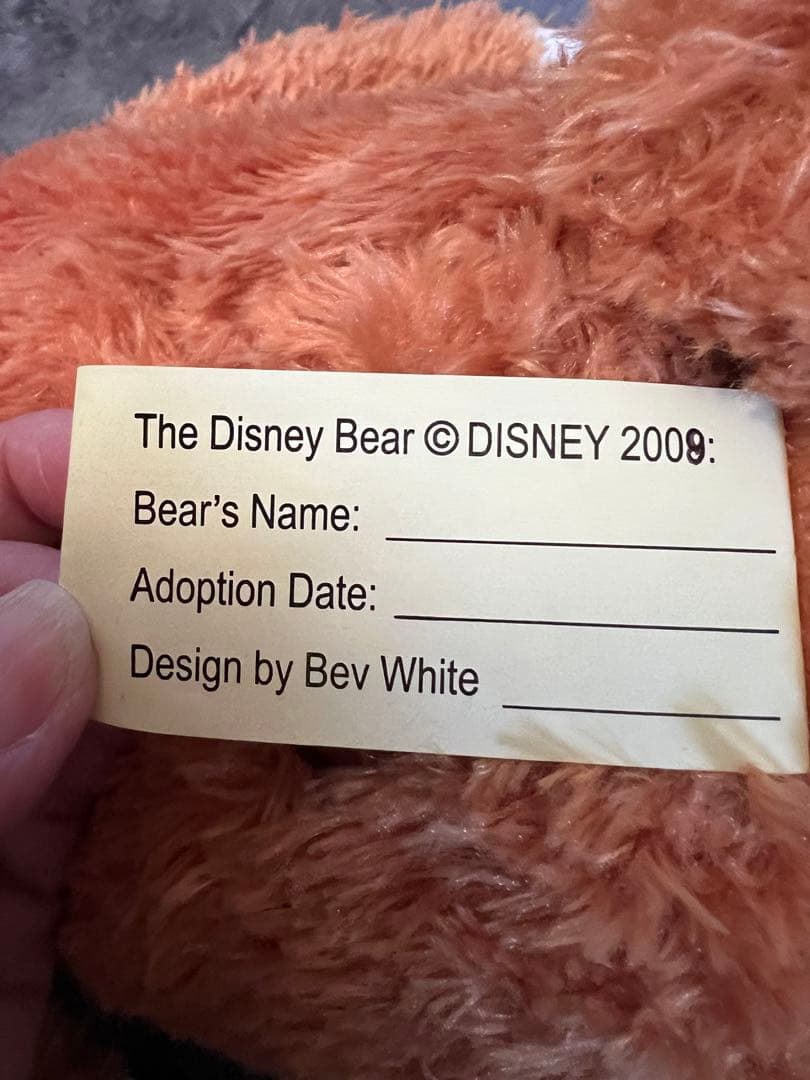 The Disney Bear © DISNEY 2009:
Bear's Name:
Adoption Date:
Design by Bev White